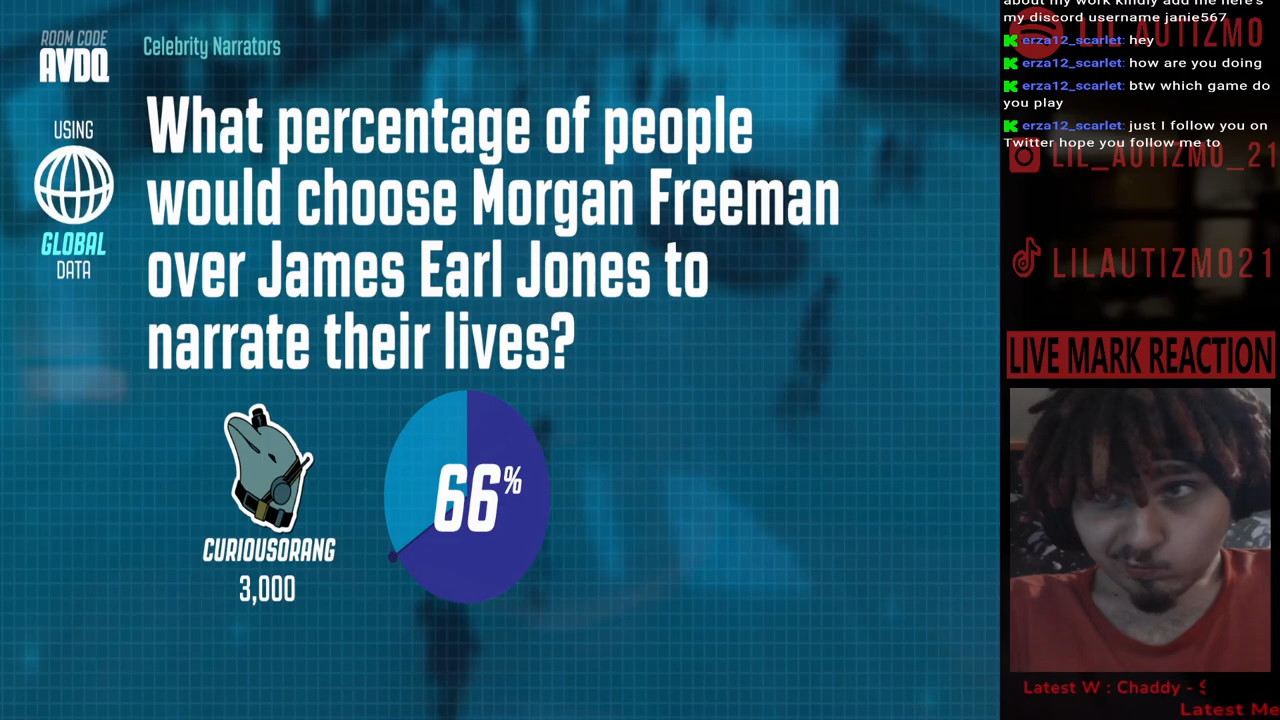 ROOM CODE
AVDQ
USING
GLOBAL
DATA
Celebrity Narrators
What percentage of people
would choose Morgan Freeman
over James Earl Jones to
narrate their lives?
CURIOUSORANG
3,000
66%
about my work kindly add me here's
my discord username janie567
erza12_scarlet: hey
erza12_scarlet: how are you doing
erza12_scarlet: btw which game do
you play
erza12_scarlet: just I follow you on
Twitter hope you follow me to
LIL_AUTIZMO
LIL_AUTIZMO_21
LILAUTIZMO21
LIVE MARK REACTION
Latest W : Chaddy -
Latest Me